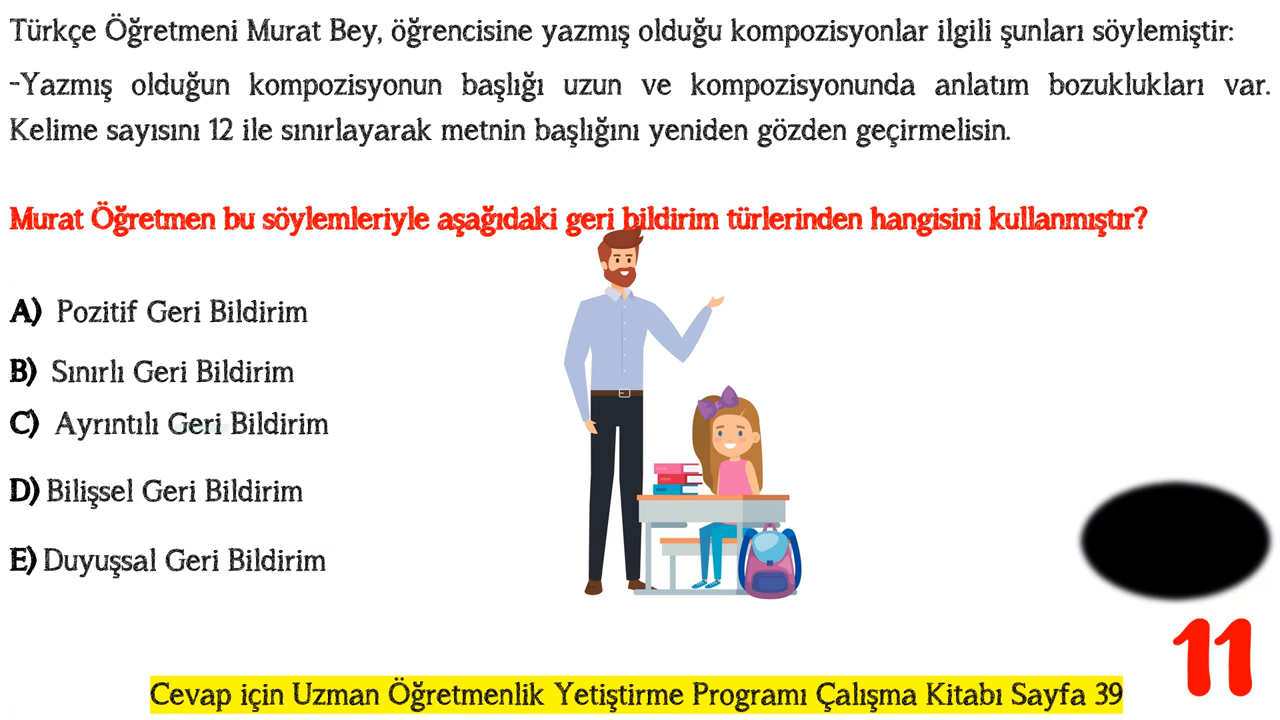 Türkçe Öğretmeni Murat Bey, öğrencisine yazmış olduğu kompozisyonlar ilgili şunları söylemiştir:
-Yazmış olduğun kompozisyonun başlığı uzun ve kompozisyonunda anlatım bozuklukları var.
Kelime sayısını 12 ile sınırlayarak metnin başlığını yeniden gözden geçirmelisin.
Murat Öğretmen bu söylemleriyle aşağıdaki geri bildirim türlerinden hangisini kullanmıştır?
A) Pozitif Geri Bildirim
B) Sınırlı Geri Bildirim
C) Ayrıntılı Geri Bildirim
D) Bilişsel Geri Bildirim
E) Duyuşsal Geri Bildirim
11
Cevap için Uzman Öğretmenlik Yetiştirme Programı Çalışma Kitabı Sayfa 39